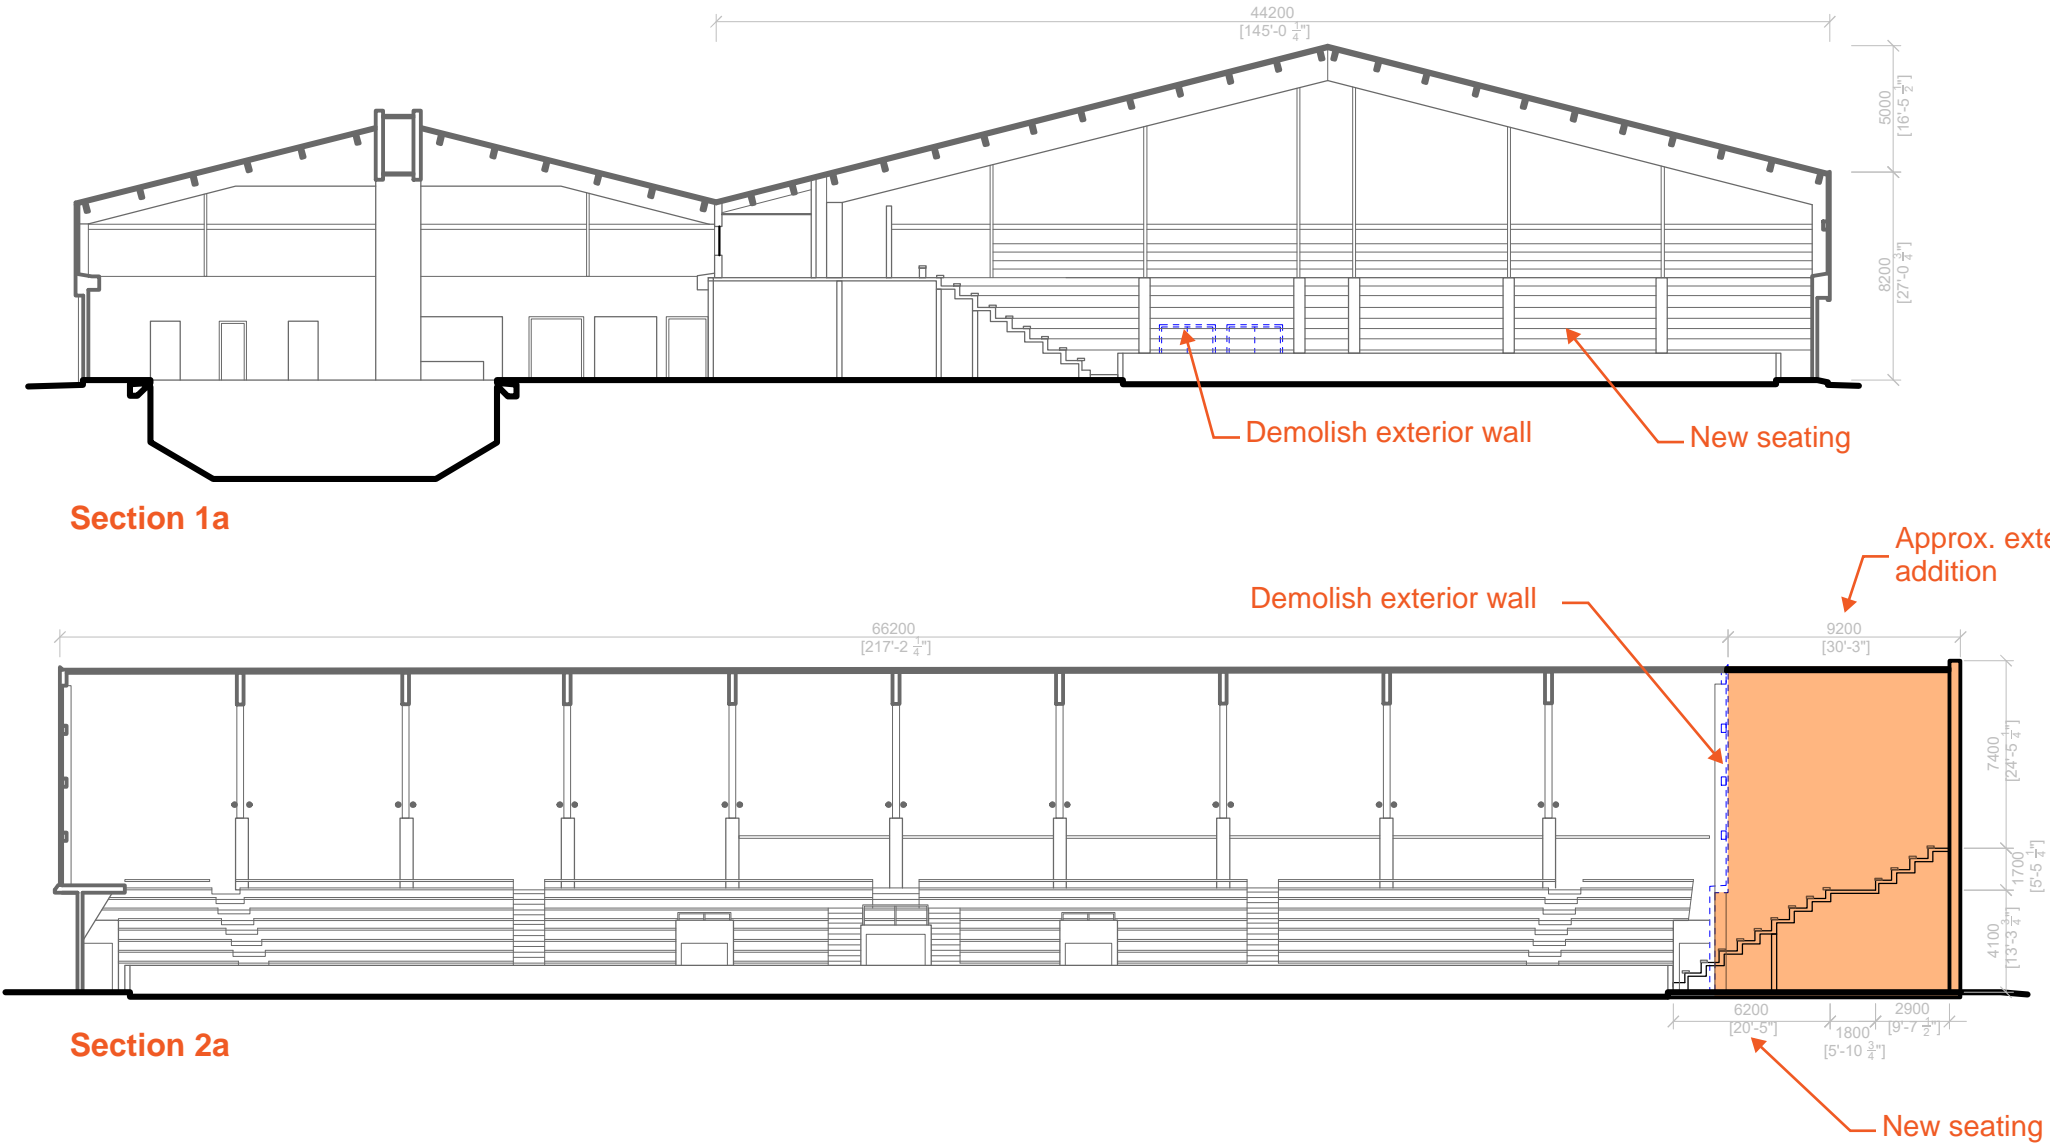 44200
[145'-0 1/4"]
5000
[16'-5 1/2"]
8200
[27'-0 3/4"]
Demolish exterior wall
New seating
Section 1a
Approx. exte
addition
Demolish exterior wall
66200
[217'-2 1/4"]
9200
[30'-3"]
7400
[24'-5 1/4"]
1700
[5'-5 1/4"]
4100
[13'-3 3/4"]
6200
[20'-5"]
1800
[5'-10 3/4"]
2900
[9'-7 1/2"]
Section 2a
New seating